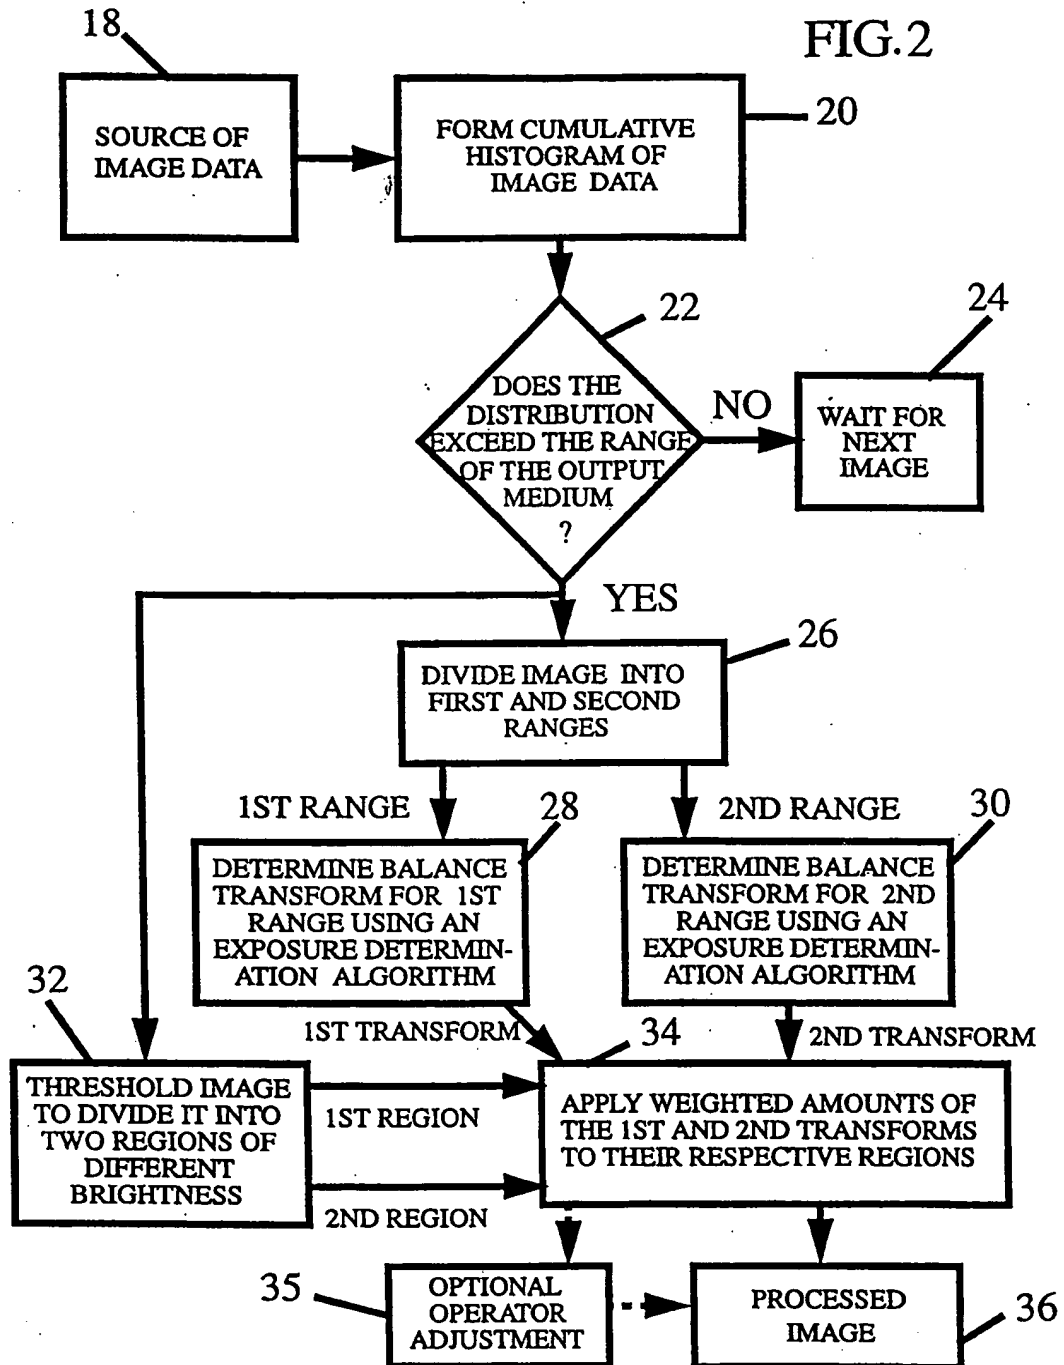 18
FIG.2
SOURCE OF
IMAGE DATA
FORM CUMULATIVE
HISTOGRAM OF
IMAGE DATA
20
22
24
DOES THE
DISTRIBUTION
EXCEED THE RANGE
OF THE OUTPUT
MEDIUM
?
NO
WAIT FOR
NEXT
IMAGE
YES
26
DIVIDE IMAGE INTO
FIRST AND SECOND
RANGES
1ST RANGE
28
2ND RANGE
30
DETERMINE BALANCE
TRANSFORM FOR 1ST
RANGE USING AN
EXPOSURE DETERMIN-
ATION ALGORITHM
DETERMINE BALANCE
TRANSFORM FOR 2ND
RANGE USING AN
EXPOSURE DETERMIN-
ATION ALGORITHM
32
1ST TRANSFORM
34
2ND TRANSFORM
THRESHOLD IMAGE
TO DIVIDE IT INTO
TWO REGIONS OF
DIFFERENT
BRIGHTNESS
1ST REGION
2ND REGION
APPLY WEIGHTED AMOUNTS OF
THE 1ST AND 2ND TRANSFORMS
TO THEIR RESPECTIVE REGIONS
35
OPTIONAL
OPERATOR
ADJUSTMENT
PROCESSED
IMAGE
36